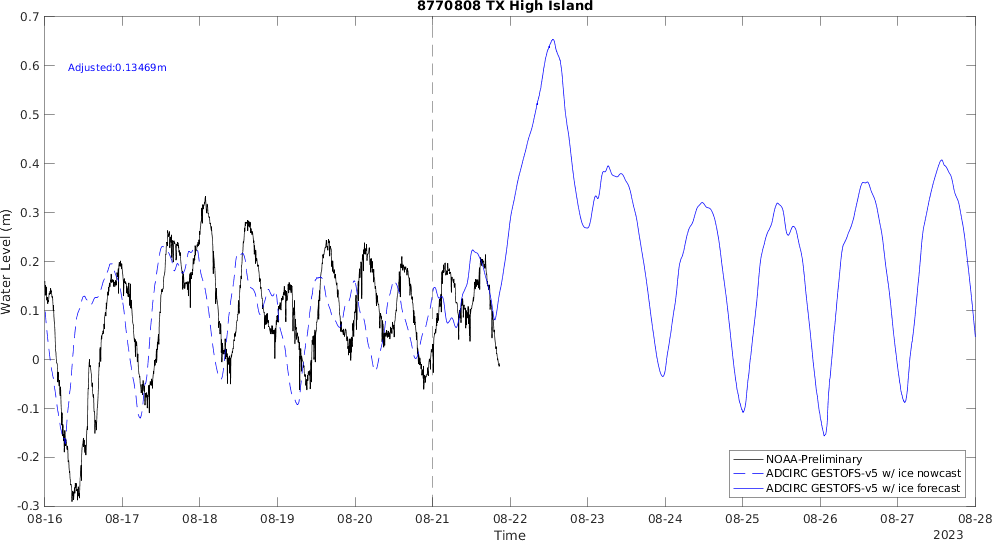 8770808 TX High Island
0.7
0.6
0.5
0.4
0.3
0.2
0.1
0
-0.1
-0.2
-0.3
Water Level (m)
Adjusted:0.13469m
NOAA-Preliminary
ADCIRC GESTOFS-v5 w/ ice nowcast
ADCIRC GESTOFS-v5 w/ ice forecast
08-16 08-17 08-18 08-19 08-20 08-21 08-22 08-23 08-24 08-25 08-26 08-27 08-28
Time
2023